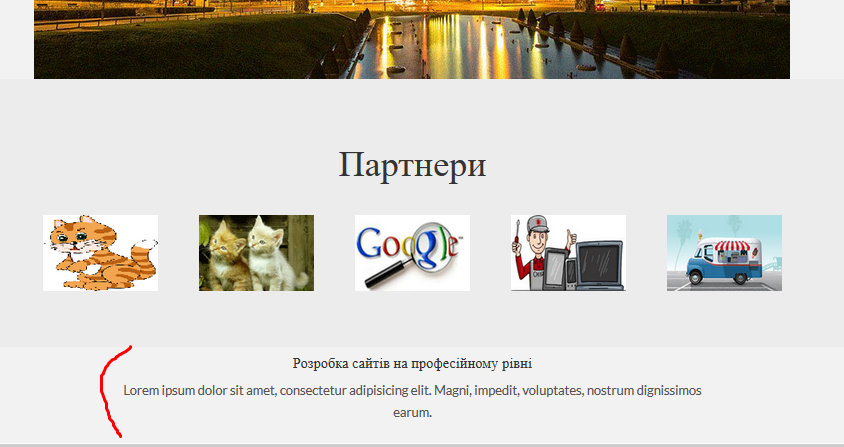 Партнери
Google
Розробка сайтів на професійному рівні
Lorem ipsum dolor sit amet, consectetur adipisicing elit. Magni, impedit, voluptates, nostrum dignissimos
earum.